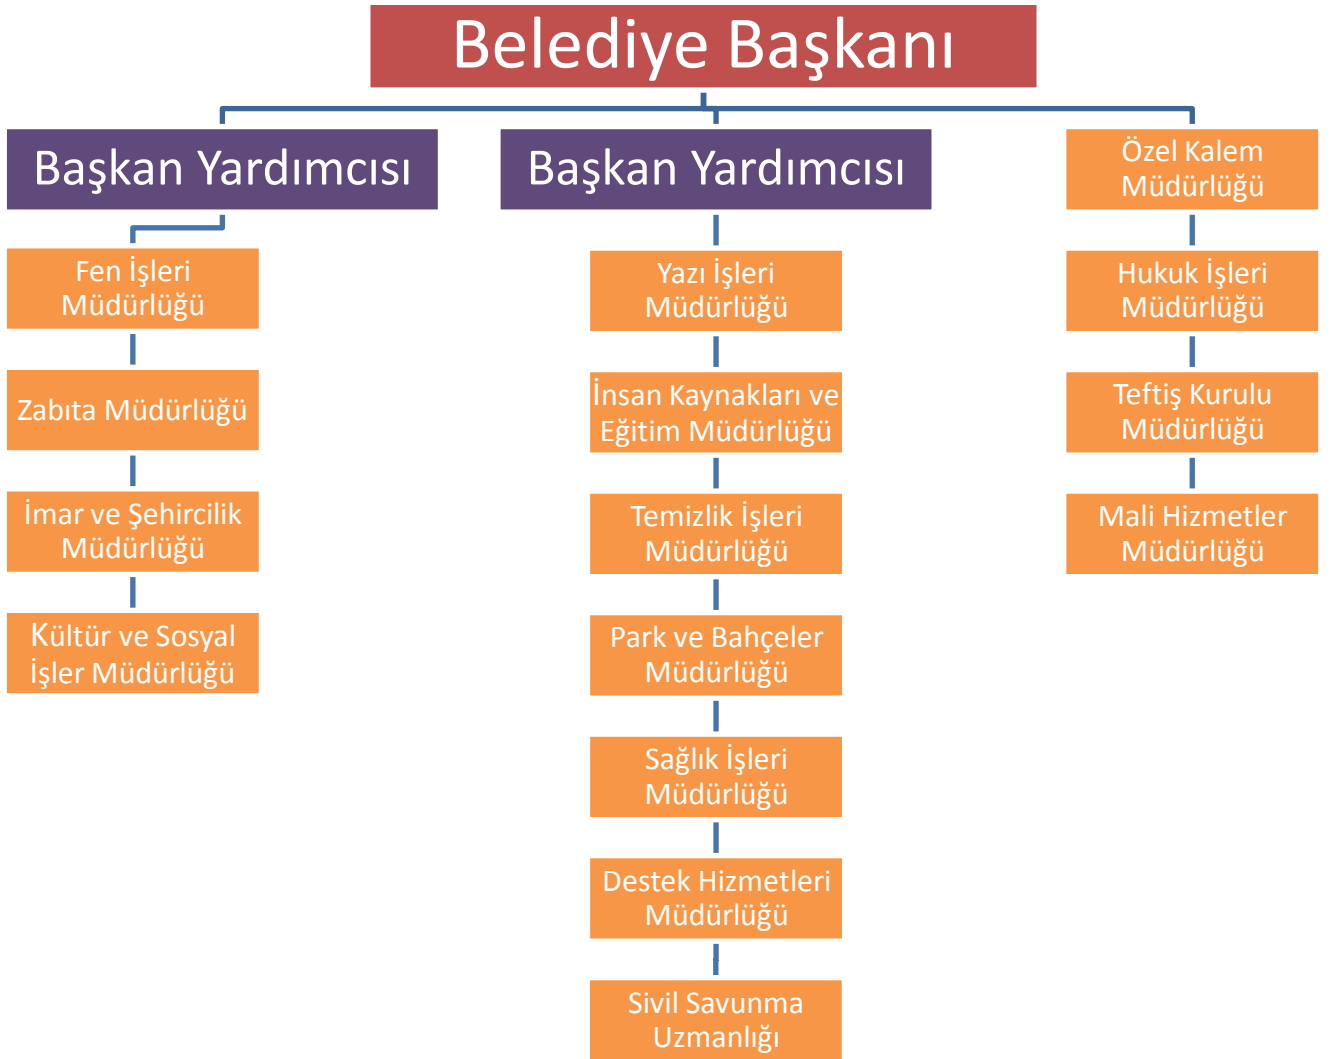 Belediye Başkanı
Başkan Yardımcısı
Fen İşleri
Müdürlüğü
Zabıta Müdürlüğü
İmar ve Şehircilik
Müdürlüğü
Kültür ve Sosyal
İşler Müdürlüğü
Başkan Yardımcısı
Yazı İşleri
Müdürlüğü
İnsan Kaynakları ve
Eğitim Müdürlüğü
Temizlik İşleri
Müdürlüğü
Park ve Bahçeler
Müdürlüğü
Sağlık İşleri
Müdürlüğü
Destek Hizmetleri
Müdürlüğü
Sivil Savunma
Uzmanlığı
Özel Kalem
Müdürlüğü
Hukuk İşleri
Müdürlüğü
Teftiş Kurulu
Müdürlüğü
Mali Hizmetler
Müdürlüğü